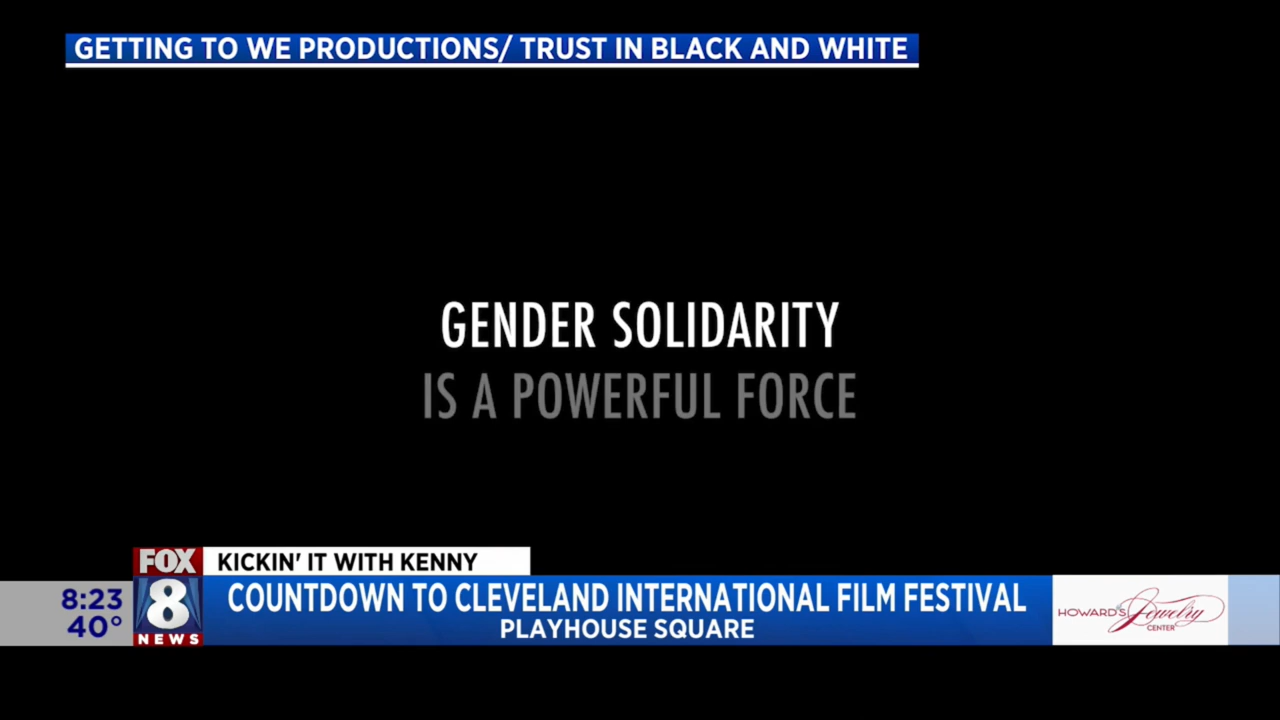 GETTING TO WE PRODUCTIONS/ TRUST IN BLACK AND WHITE
GENDER SOLIDARITY
IS A POWERFUL FORCE
FOX
8
NEWS
KICKIN' IT WITH KENNY
8:23
40°
COUNTDOWN TO CLEVELAND INTERNATIONAL FILM FESTIVAL
PLAYHOUSE SQUARE
HOWARD'S Jewelry
CENTER